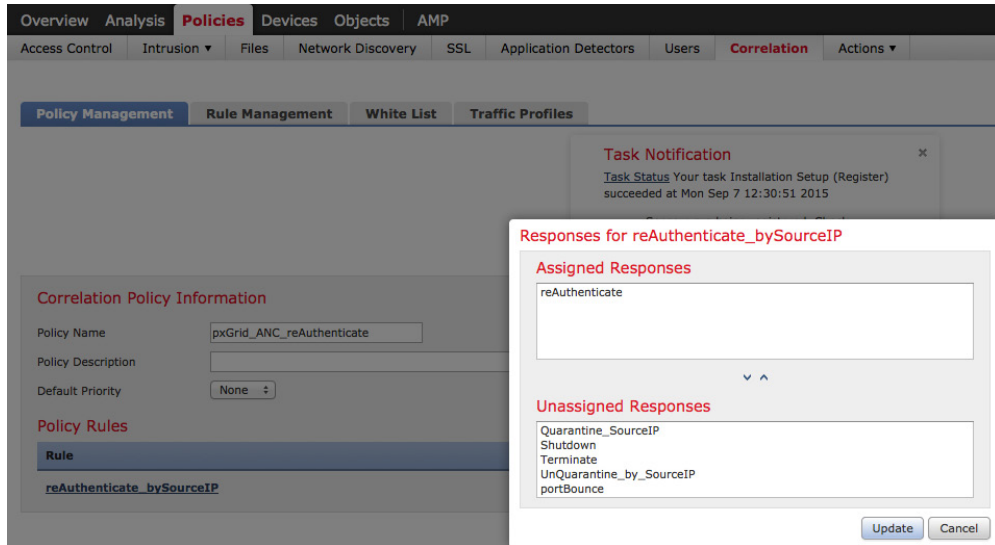 Overview Analysis Policies Devices Objects AMP
Access Control Intrusion ▼ Files Network Discovery SSL Application Detectors Users Correlation Actions ▼
Policy Management Rule Management White List Traffic Profiles
Task Notification ×
Task Status Your task Installation Setup (Register)
succeeded at Mon Sep 7 12:30:51 2015
Responses for reAuthenticate_bySourceIP
Assigned Responses
reAuthenticate
Correlation Policy Information
Policy Name pxGrid_ANC_reAuthenticate
Policy Description
Default Priority None
Unassigned Responses
Quarantine_SourceIP
Shutdown
Terminate
UnQuarantine_by_SourceIP
portBounce
Policy Rules
Rule
reAuthenticate_bySourceIP
Update Cancel